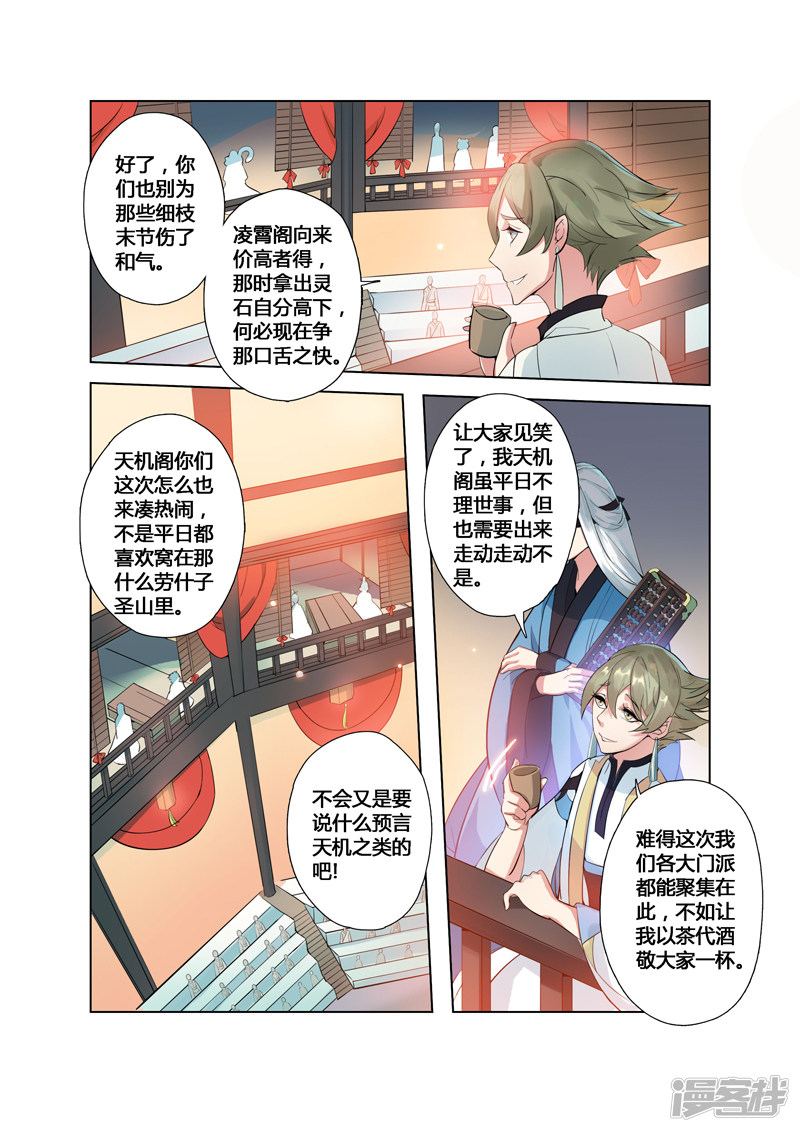 好了，你
们也别为
那些细枝
末节伤了
和气。
凌霄阁向来
价高者得，
那时拿出灵
石自分高下，
何必现在争
那口舌之快。
天机阁你们
这次怎么也
来凑热闹，
不是平日都
喜欢窝在那
什么劳什子
圣山里。
不会又是要
说什么预言
天机之类的
吧!
让大家见笑
了，我天机
阁虽平日不
理世事，但
也需要出来
走动走动不
是。
难得这次我
们各大门派
都能聚集在
此，不如让
我以茶代酒
敬大家一杯。
漫客栈